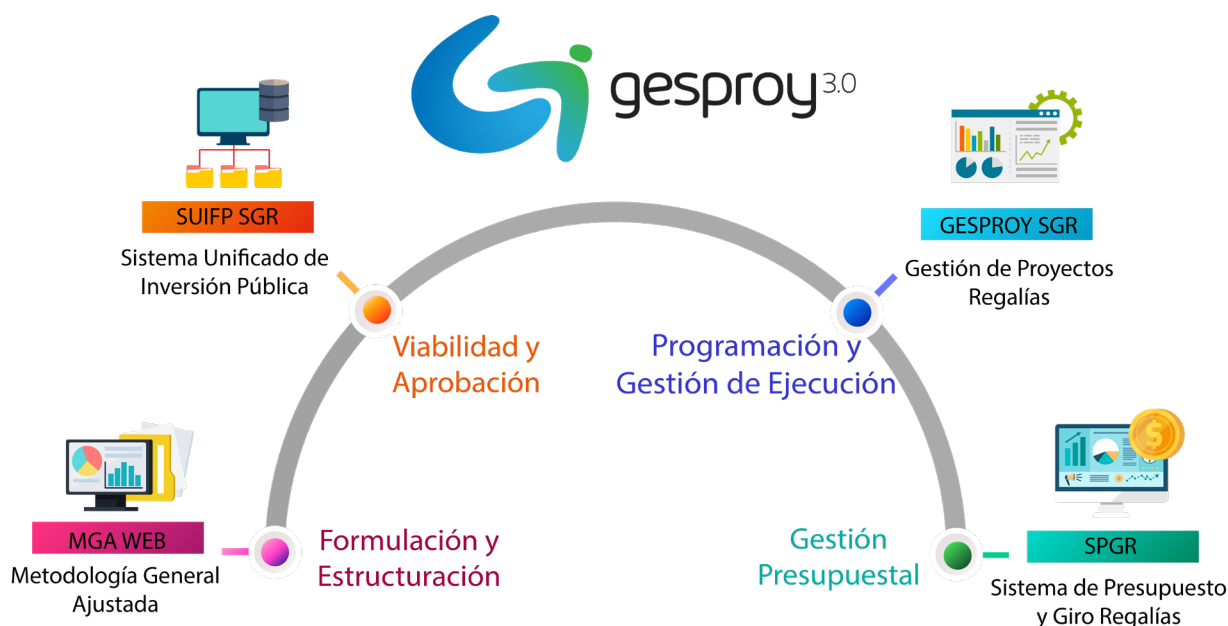 gesproy 3.0
SUIFP SGR
Sistema Unificado de
Inversión Pública
GESPROY SGR
Gestión de Proyectos
Regalías
Viabilidad y
Aprobación
Programación y
Gestión de Ejecución
MGA WEB
Metodología General
Ajustada
Formulación y
Estructuración
Gestión
Presupuestal
SPGR
Sistema de Presupuesto
y Giro Regalías